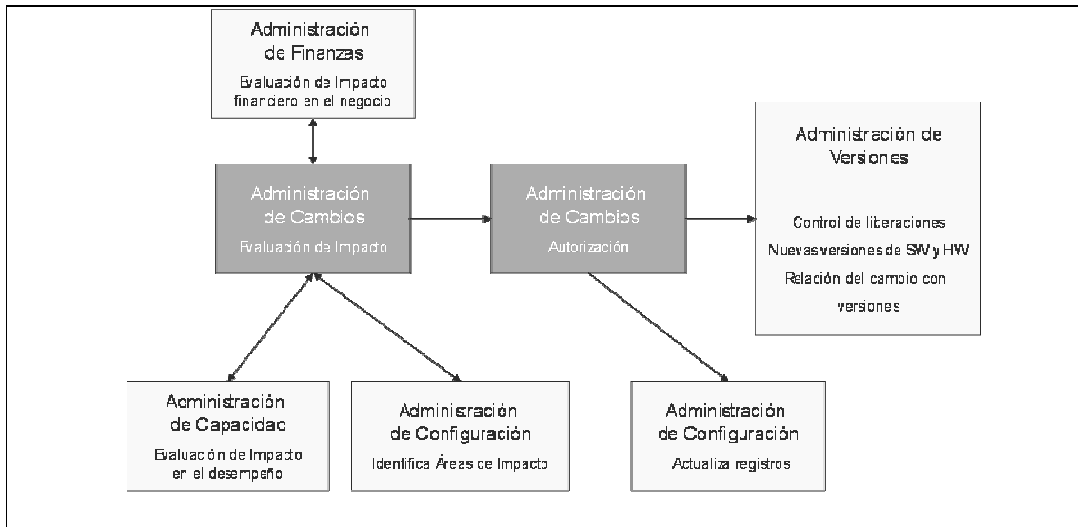 Administración
de Finanzas
Evaluación de Impacto
financiero en el negocio
Administración
de Cambios
Evaluación de Impacto
Administración
de Cambios
Autorización
Administración de
Versiones
Control de liberaciones
Nuevas versiones de SW y HW
Relación del cambio con
versiones
Administración
de Capacidad
Evaluación de Impacto
en el desempeño
Administración
de Configuración
Identifica Áreas de Impacto
Administración
de Configuración
Actualiza registros